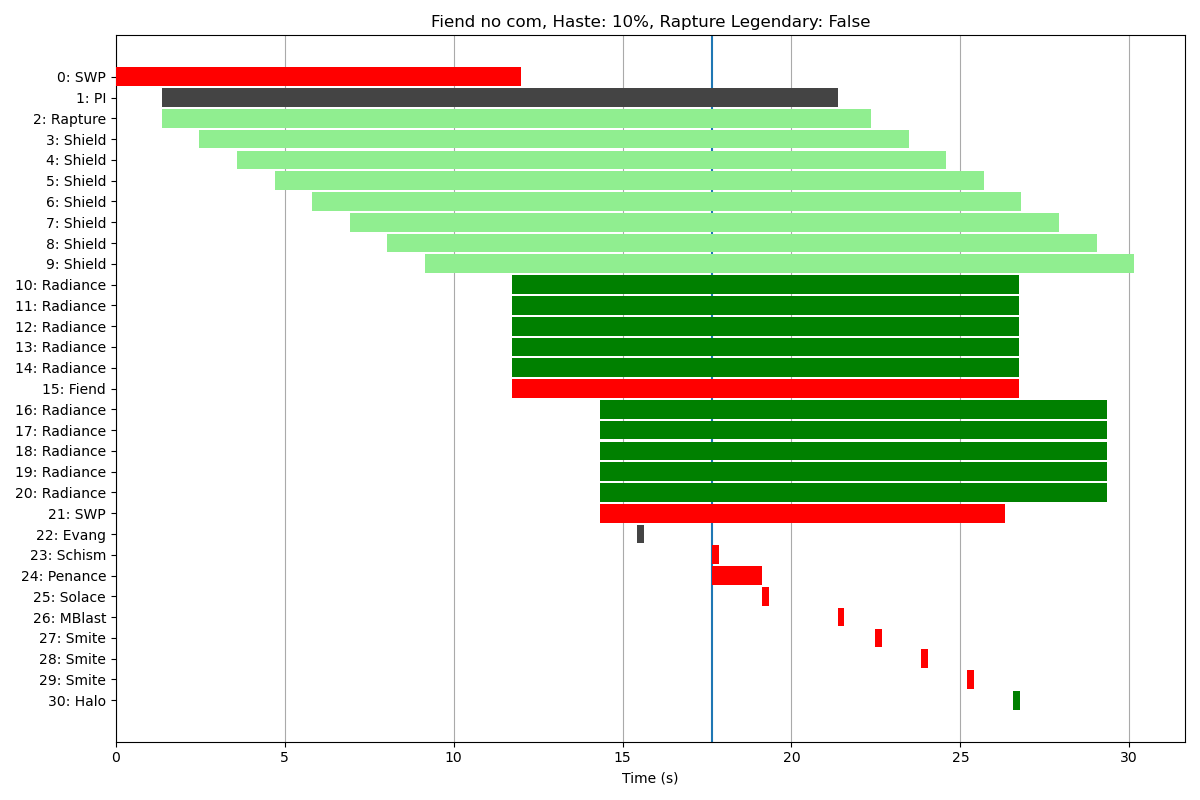 Fiend no com, Haste: 10%, Rapture Legendary: False
0: SWP
1: PI
2: Rapture
3: Shield
4: Shield
5: Shield
6: Shield
7: Shield
8: Shield
9: Shield
10: Radiance
11: Radiance
12: Radiance
13: Radiance
14: Radiance
15: Fiend
16: Radiance
17: Radiance
18: Radiance
19: Radiance
20: Radiance
21: SWP
22: Evang
23: Schism
24: Penance
25: Solace
26: MBlast
27: Smite
28: Smite
29: Smite
30: Halo
0 5 10 15 20 25 30
Time (s)